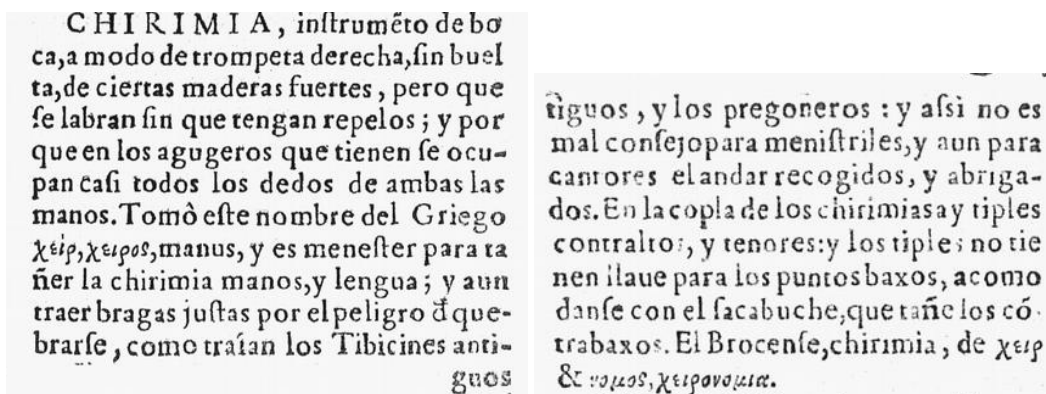 CHIRIMIA, inſtrumẽto de bo
ca,a modo de trompeta derecha,ſin buel
ta,de ciertas maderas fuertes, pero que
ſe labran ſin que tengan repelos; y por
que en los agugeros que tienen ſe ocu-
pan caſi todos los dedos de ambas las
manos.Tomò eſte nombre del Griego
χείρ,χειρος,manus, y es meneſter para ta
ñer la chirimia manos,y lengua; y aun
traer bragas juſtas por el peligro đ que-
brarſe, como traían los Tibicines anti-
guos
tiguos, y los pregoneros : y aſsi no es
mal conſejo para meniſtriles,y aun para
cantores el andar recogidos, y abriga-
dos.En la copla de los chirimias ay tiples
contraltos, y tenores:y los tiples no tie
nen llaue para los puntos baxos, acomo
danſe con el ſacabuche,que tañe los cõ-
trabaxos. El Brocenſe,chirimia, de χειρ
& νομος,χειρονομια.